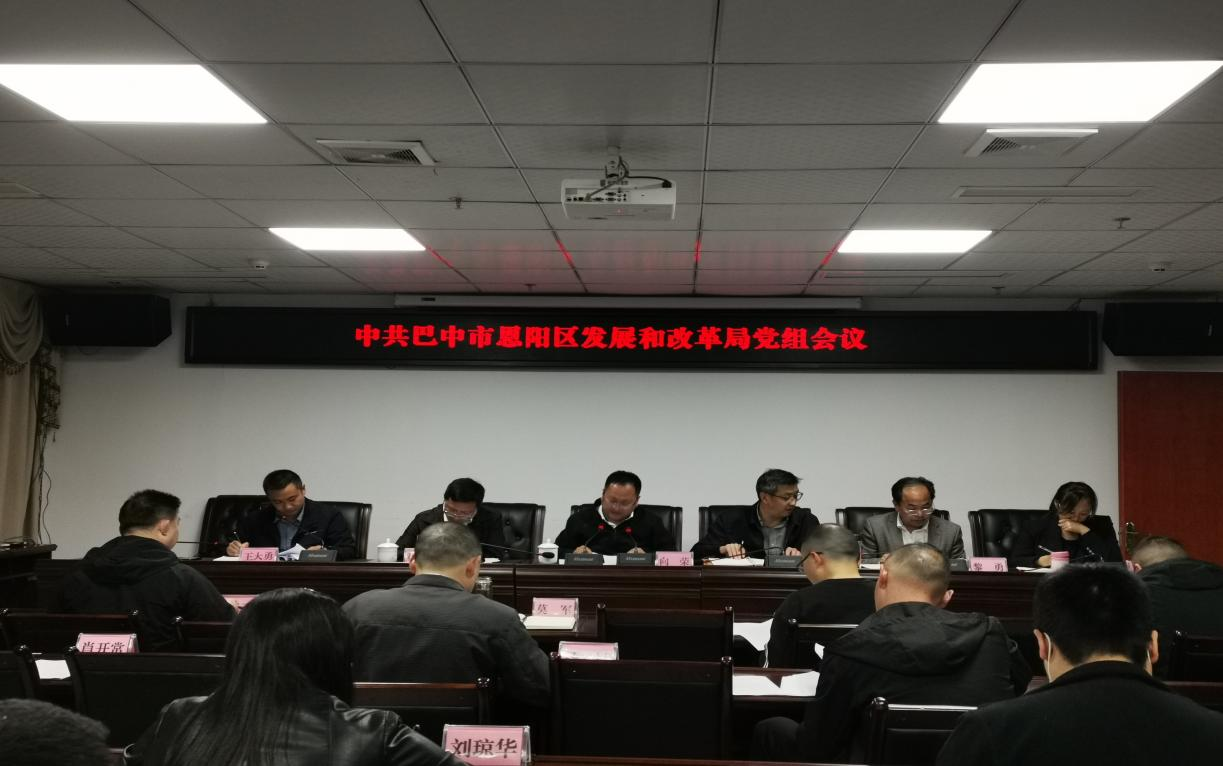 中共巴中市恩阳区发展和改革局党组会议
王大勇
向 荣
黎 勇
莫 军
肖开棠
刘琼华